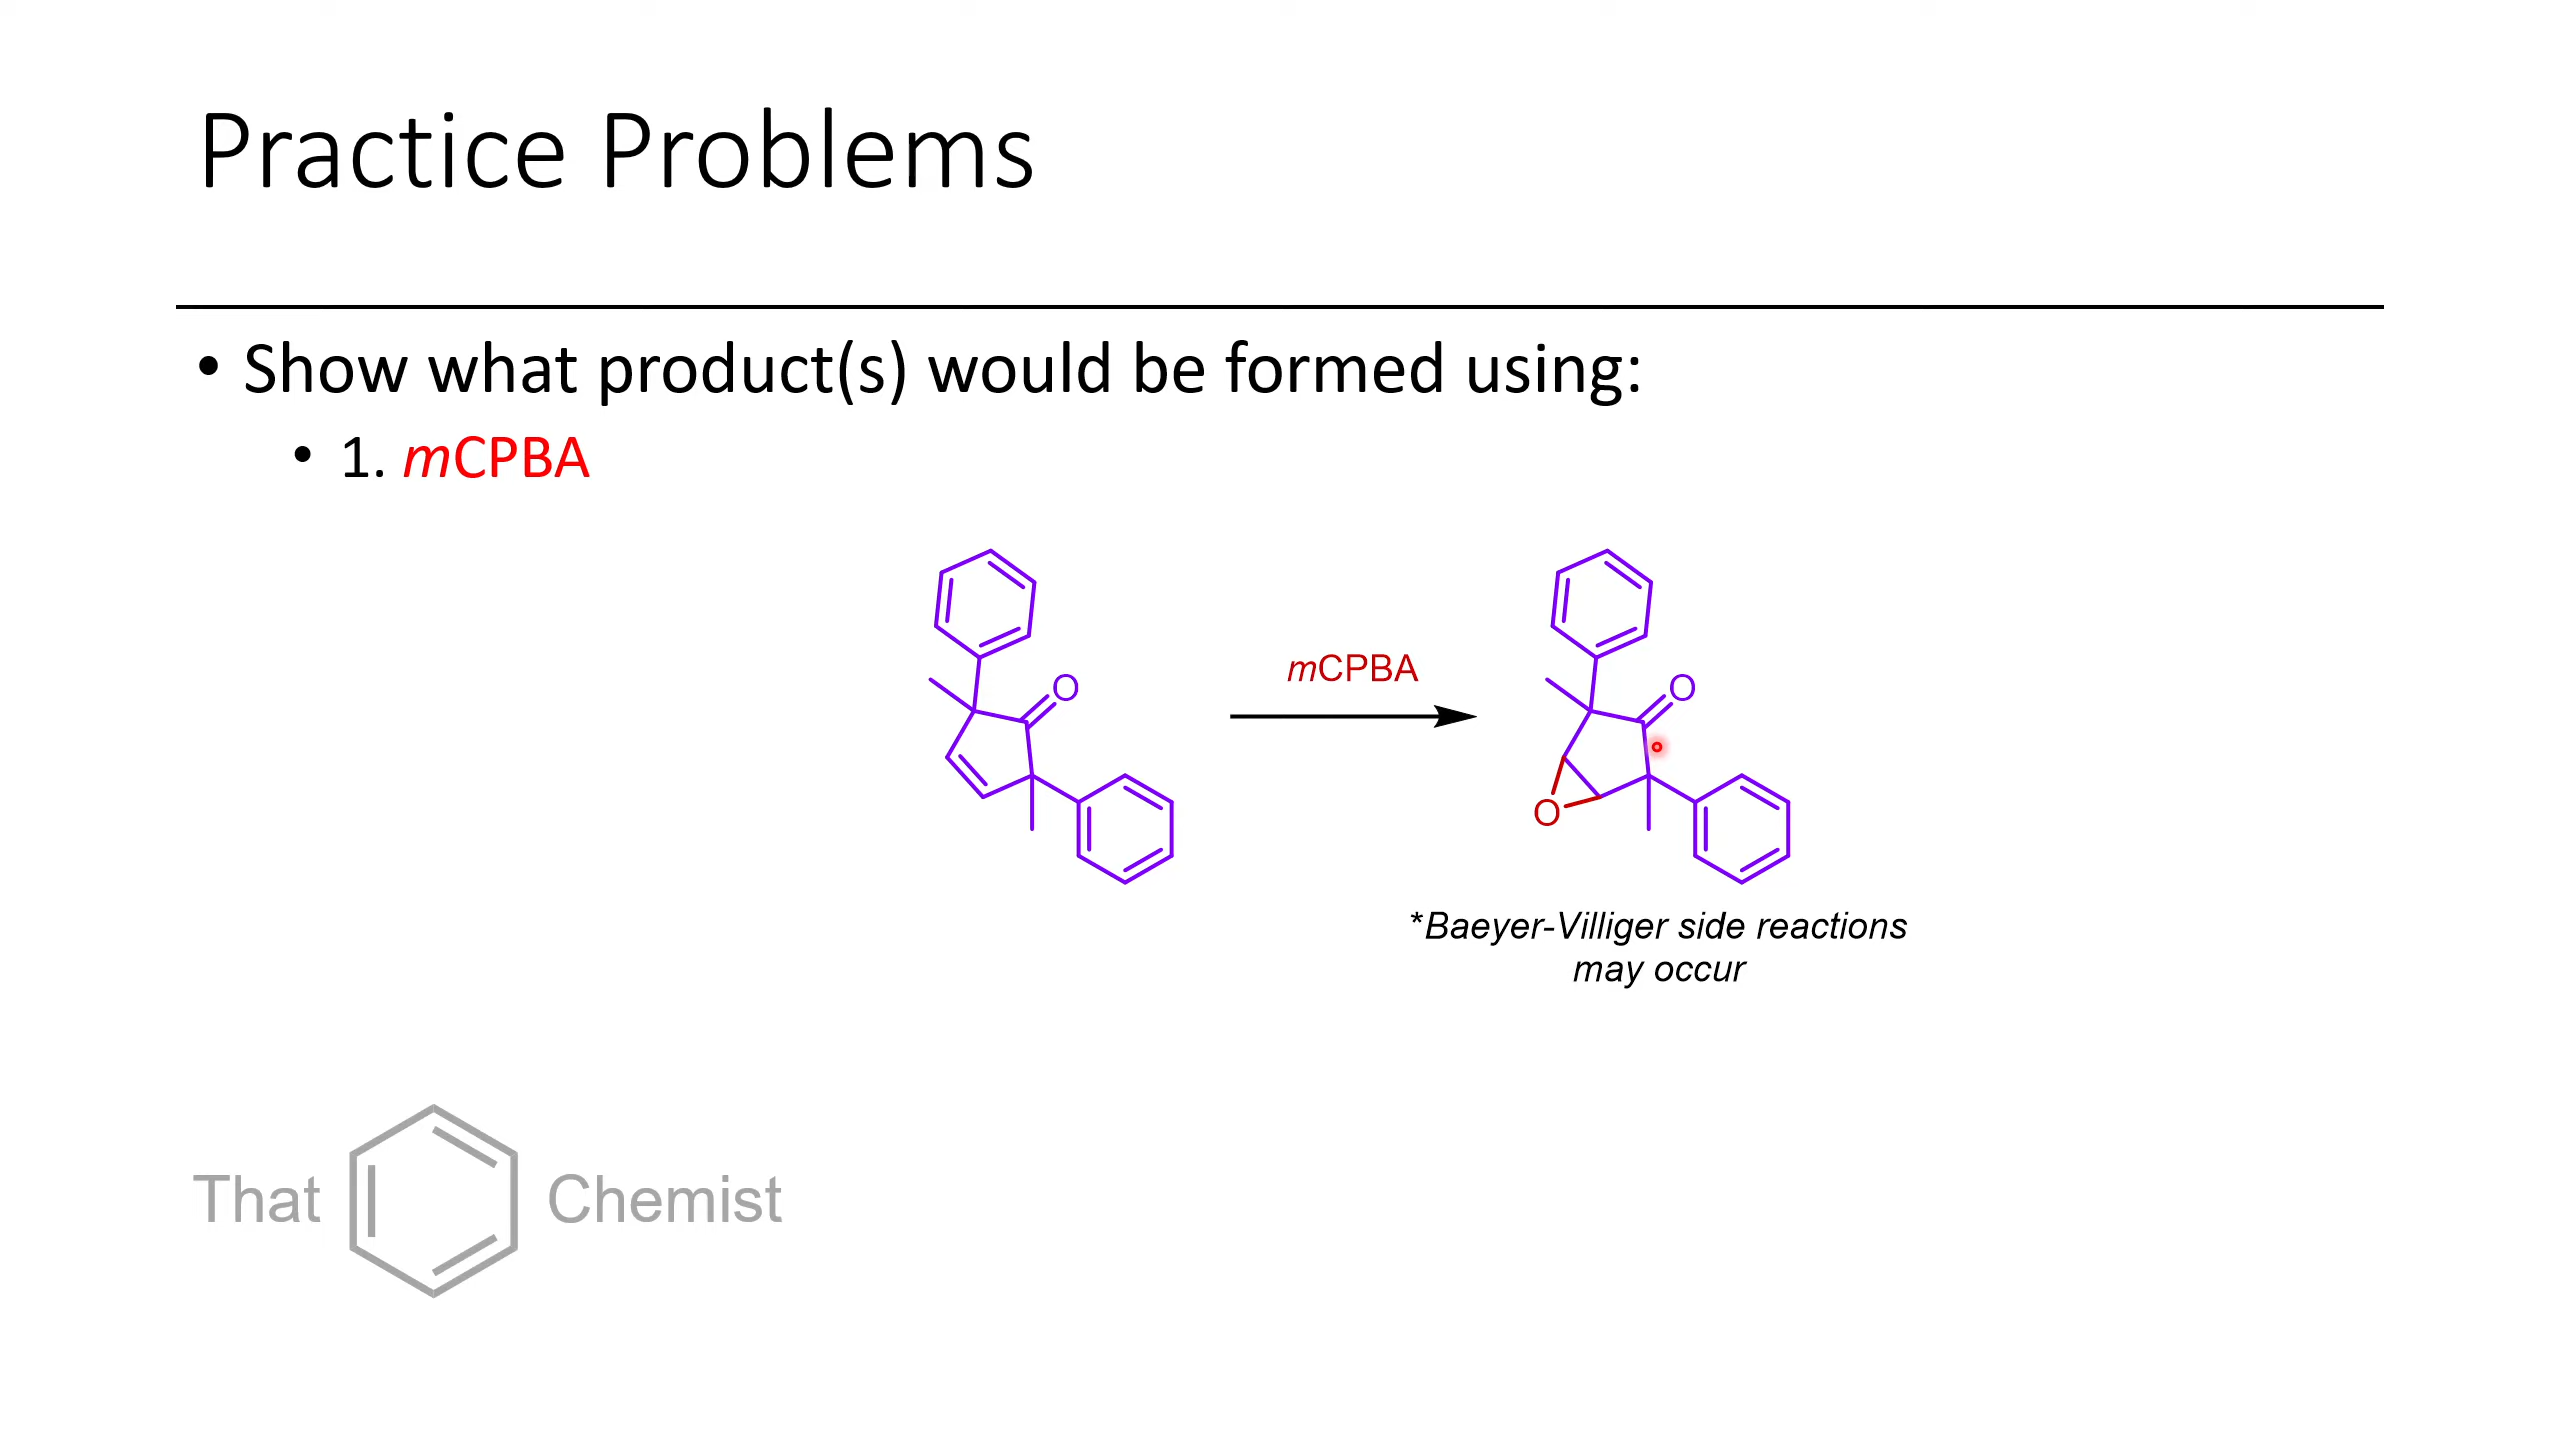 Practice Problems
• Show what product(s) would be formed using:
• 1. mCPBA
O
mCPBA
O
O
*Baeyer-Villiger side reactions
may occur
That Chemist